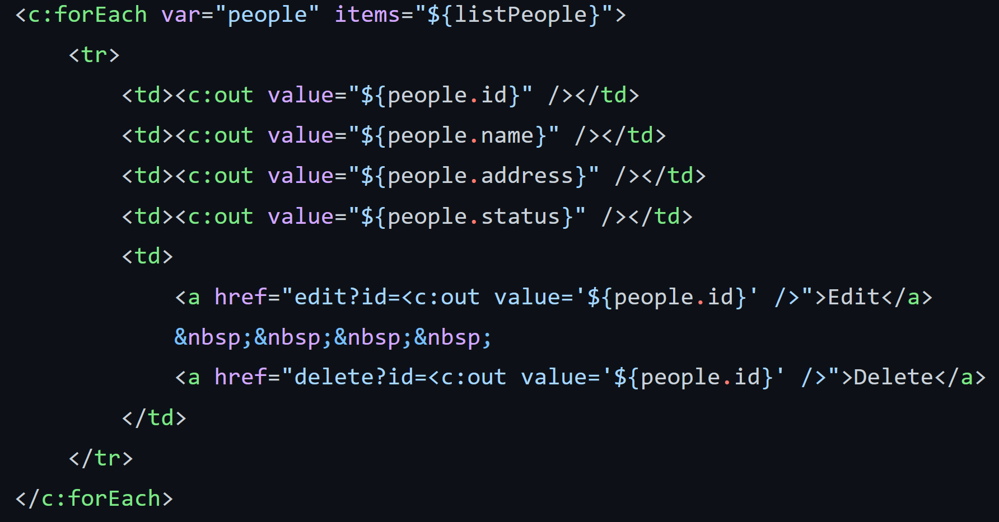 <c:forEach var="people" items="${listPeople}">
    <tr>
        <td><c:out value="${people.id}" /></td>
        <td><c:out value="${people.name}" /></td>
        <td><c:out value="${people.address}" /></td>
        <td><c:out value="${people.status}" /></td>
        <td>
            <a href="edit?id=<c:out value='${people.id}' />">Edit</a>
            &nbsp;&nbsp;&nbsp;&nbsp;
            <a href="delete?id=<c:out value='${people.id}' />">Delete</a>
        </td>
    </tr>
</c:forEach>